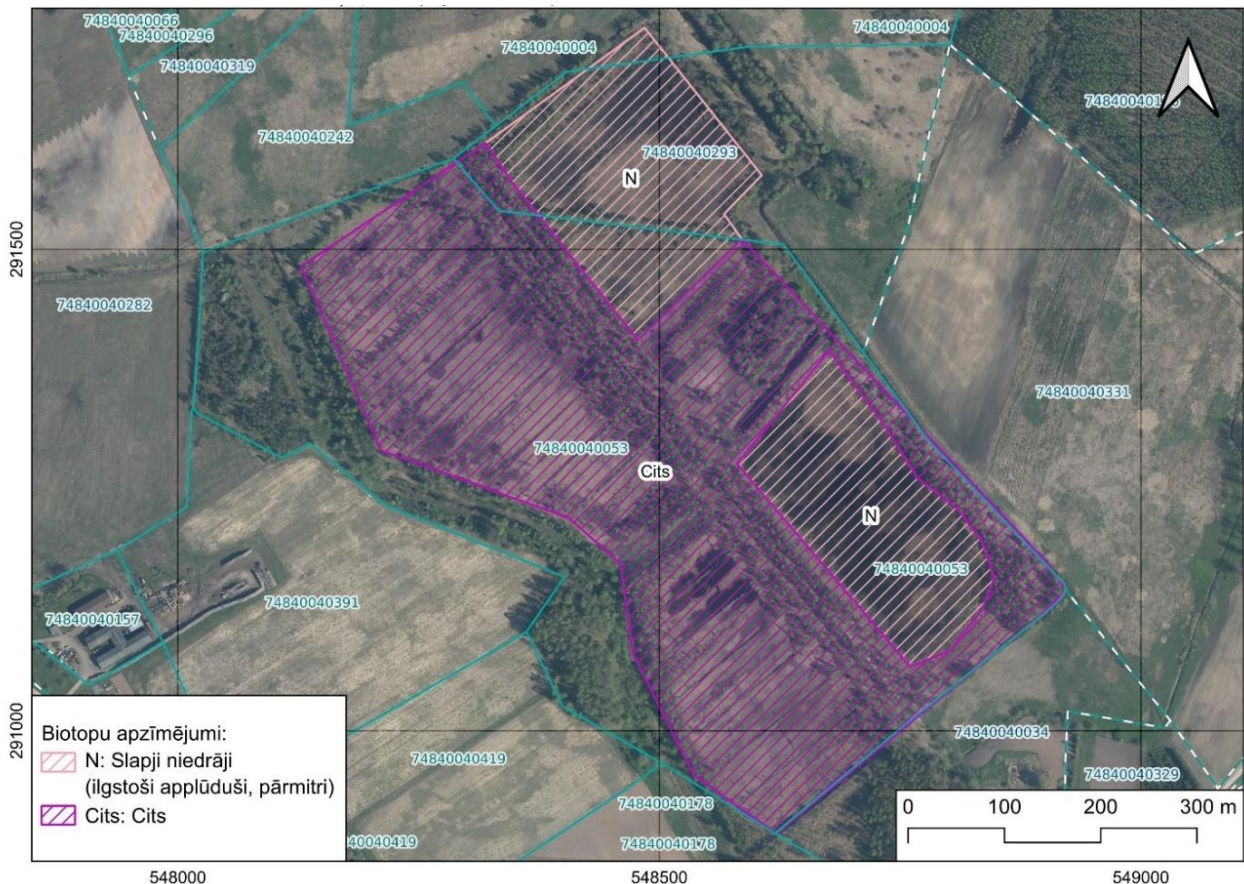 74840040066
74840040296
74840040319
74840040004
74840040004
74840040242
74840040293
N
291500
74840040282
74840040331
74840040053
Cits
N
74840040053
74840040391
74840040157
291000
74840040034
74840040419
74840040329
74840040178
74840040178
Biotopu apzīmējumi:
N: Slapji niedrāji
(ilgstoši applūduši, pārmitri)
Cits: Cits
0 100 200 300 m
548000 548500 549000